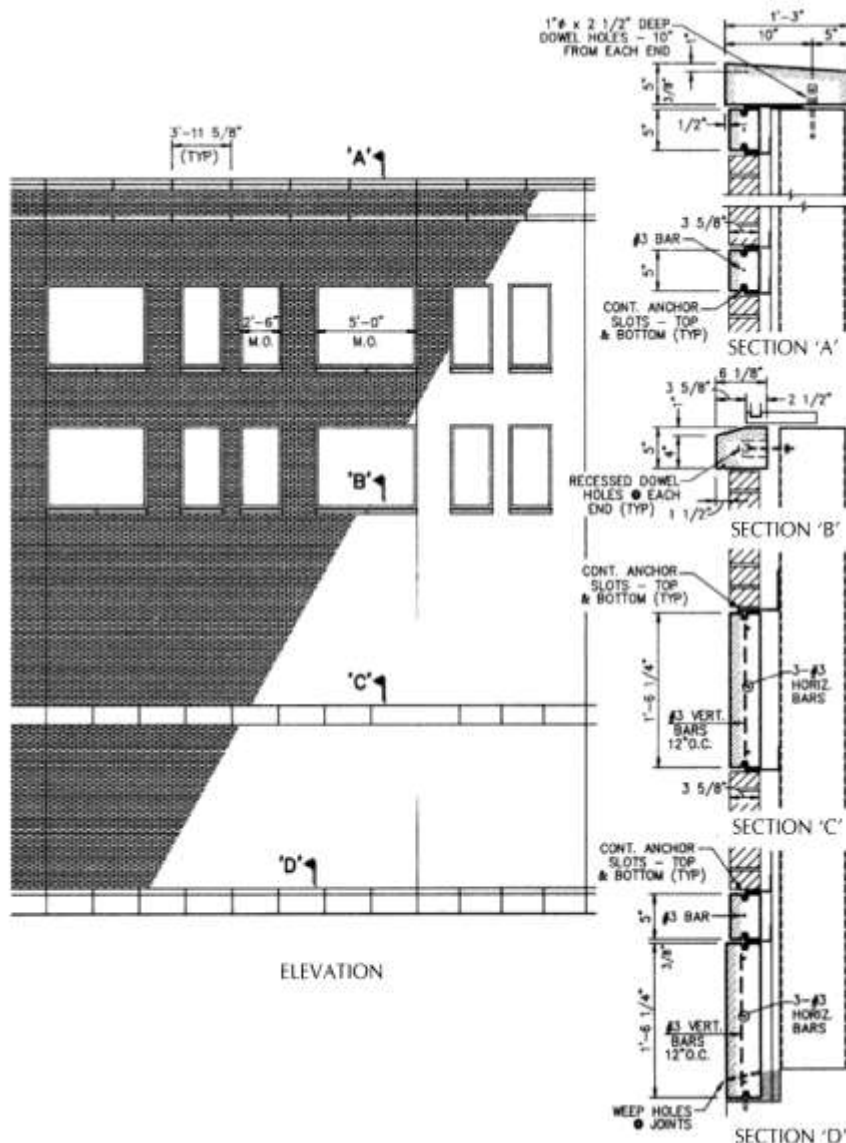 1"ϕ x 2 1/2" DEEP
DOWEL HOLES - 10"
FROM EACH END
1'-3"
10"
5"
1"
5"
3/8"
1/2"
5"
3'-11 5/8"
(TYP)
'A'
3 5/8"
#3 BAR
5"
CONT. ANCHOR
SLOTS - TOP
& BOTTOM (TYP)
SECTION 'A'
2'-6"
M.O.
5'-0"
M.O.
6 1/8"
3 5/8"
2 1/2"
1"
5"
4"
'B'
RECESSED DOWEL
HOLES @ EACH
END (TYP)
1 1/2"
SECTION 'B'
CONT. ANCHOR
SLOTS - TOP
& BOTTOM (TYP)
'C'
1'-6 1/4"
3-#3
HORIZ.
BARS
#3 VERT.
BARS
12"O.C.
3 5/8"
SECTION 'C'
CONT. ANCHOR
SLOTS - TOP
& BOTTOM (TYP)
'D'
#3 BAR
5"
3/8"
ELEVATION
1'-6 1/4"
3-#3
HORIZ.
BARS
#3 VERT.
BARS
12"O.C.
WEEP HOLES
@ JOINTS
SECTION 'D'